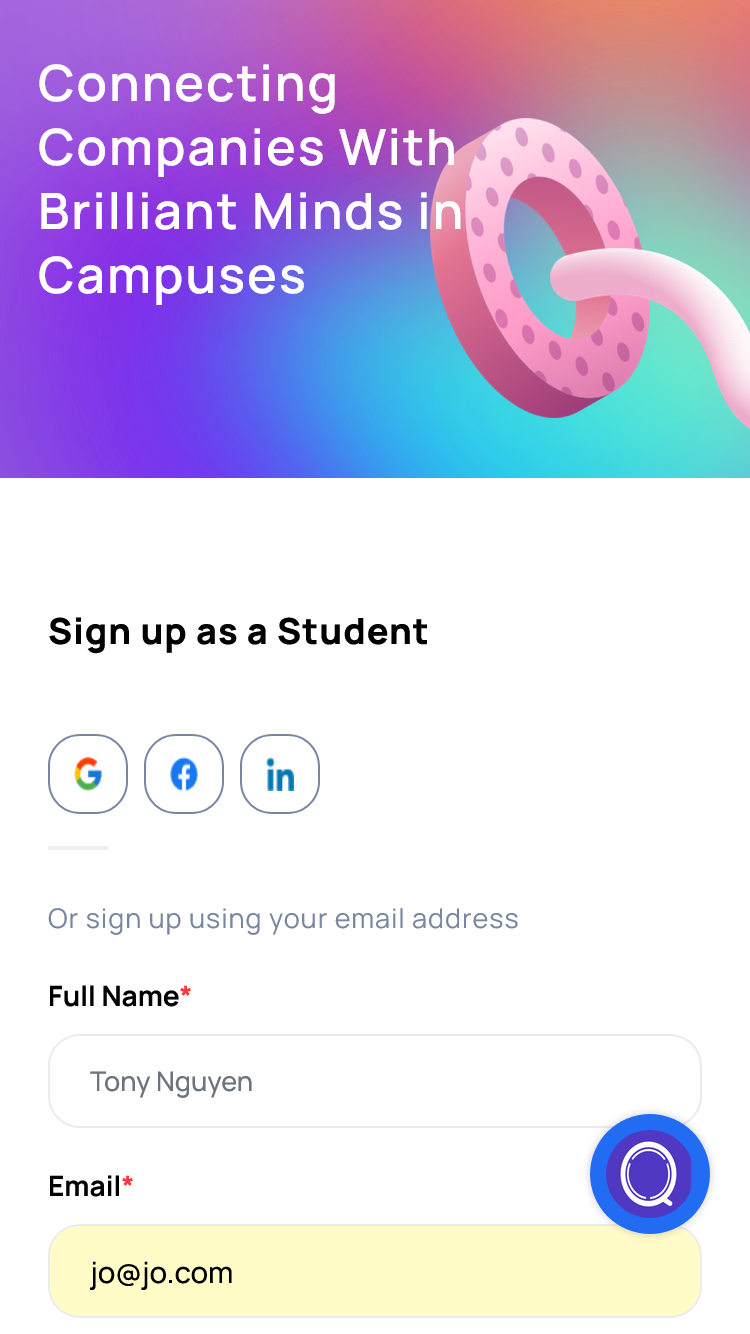 Connecting
Companies With
Brilliant Minds in
Campuses
Sign up as a Student
Or sign up using your email address
Full Name*
Tony Nguyen
Email*
jo@jo.com